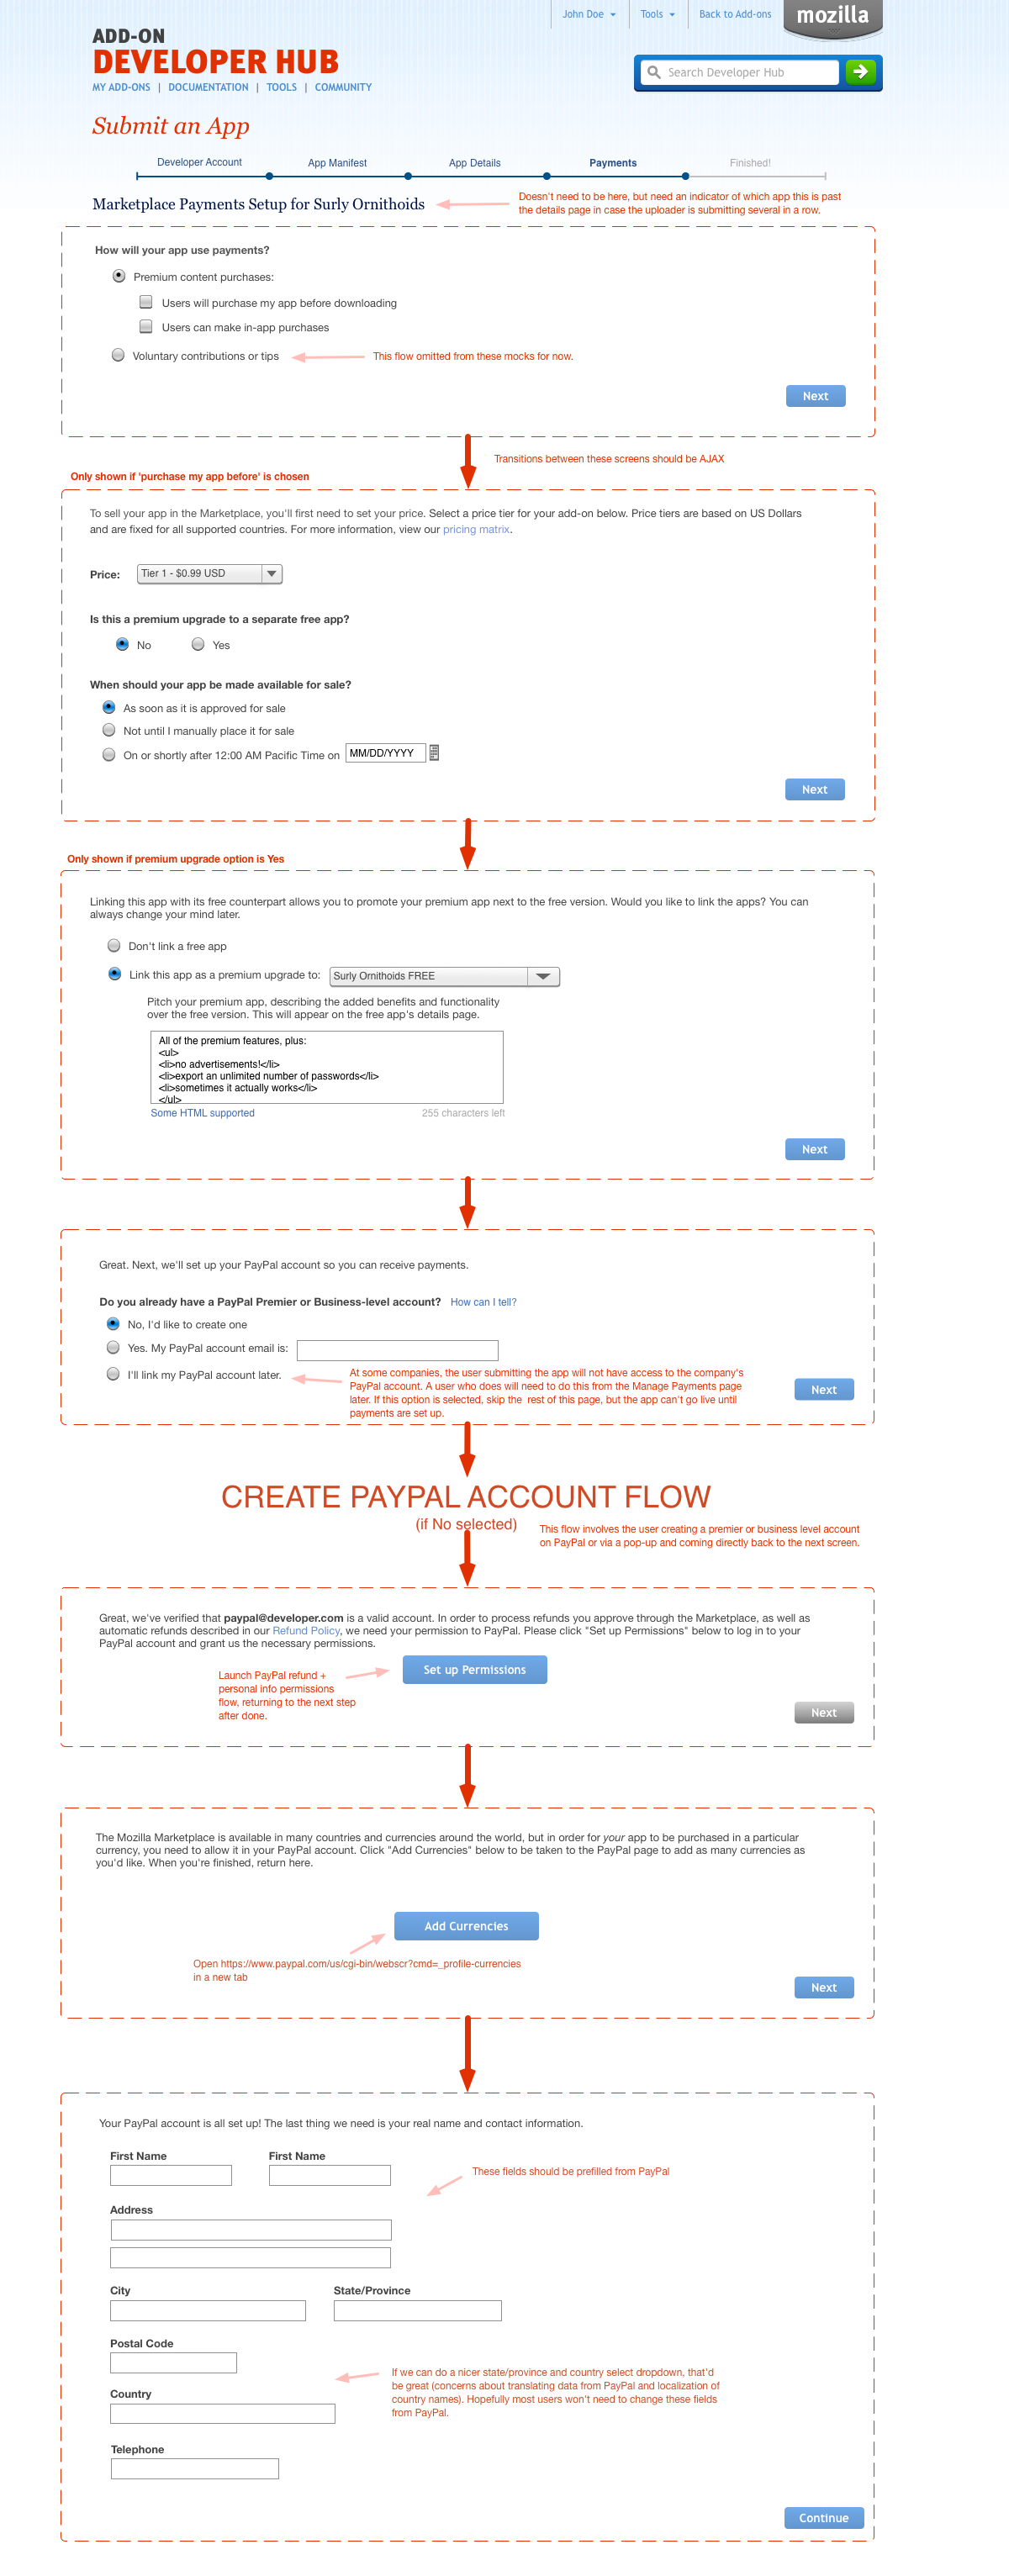 John Doe
Tools
Back to Add-ons
mozilla
ADD-ON
DEVELOPER HUB
MY ADD-ONS | DOCUMENTATION | TOOLS | COMMUNITY
Search Developer Hub
Submit an App
Developer Account
App Manifest
App Details
Payments
Finished!
Marketplace Payments Setup for Surly Ornithoids
Doesn't need to be here, but need an indicator of which app this is past
the details page in case the uploader is submitting several in a row.
How will your app use payments?
Premium content purchases:
Users will purchase my app before downloading
Users can make in-app purchases
Voluntary contributions or tips
This flow omitted from these mocks for now.
Next
Transitions between these screens should be AJAX
Only shown if 'purchase my app before' is chosen
To sell your app in the Marketplace, you'll first need to set your price. Select a price tier for your add-on below. Price tiers are based on US Dollars
and are fixed for all supported countries. For more information, view our pricing matrix.
Price:
Tier 1 - $0.99 USD
Is this a premium upgrade to a separate free app?
No
Yes
When should your app be made available for sale?
As soon as it is approved for sale
Not until I manually place it for sale
On or shortly after 12:00 AM Pacific Time on
MM/DD/YYYY
Next
Only shown if premium upgrade option is Yes
Linking this app with its free counterpart allows you to promote your premium app next to the free version. Would you like to link the apps? You can
always change your mind later.
Don't link a free app
Link this app as a premium upgrade to:
Surly Ornithoids FREE
Pitch your premium app, describing the added benefits and functionality
over the free version. This will appear on the free app's details page.
All of the premium features, plus:
<ul>
<li>no advertisements!</li>
<li>export an unlimited number of passwords</li>
<li>sometimes it actually works</li>
</ul>
Some HTML supported
255 characters left
Next
Great. Next, we'll set up your PayPal account so you can receive payments.
Do you already have a PayPal Premier or Business-level account? How can I tell?
No, I'd like to create one
Yes. My PayPal account email is:
I'll link my PayPal account later.
At some companies, the user submitting the app will not have access to the company's
PayPal account. A user who does will need to do this from the Manage Payments page
later. If this option is selected, skip the rest of this page, but the app can't go live until
payments are set up.
Next
CREATE PAYPAL ACCOUNT FLOW
(if No selected)
This flow involves the user creating a premier or business level account
on PayPal or via a pop-up and coming directly back to the next screen.
Great, we've verified that paypal@developer.com is a valid account. In order to process refunds you approve through the Marketplace, as well as
automatic refunds described in our Refund Policy, we need your permission to PayPal. Please click "Set up Permissions" below to log in to your
PayPal account and grant us the necessary permissions.
Set up Permissions
Launch PayPal refund +
personal info permissions
flow, returning to the next step
after done.
Next
The Mozilla Marketplace is available in many countries and currencies around the world, but in order for your app to be purchased in a particular
currency, you need to allow it in your PayPal account. Click "Add Currencies" below to be taken to the PayPal page to add as many currencies as
you'd like. When you're finished, return here.
Add Currencies
Open https://www.paypal.com/us/cgi-bin/webscr?cmd=_profile-currencies
in a new tab
Next
Your PayPal account is all set up! The last thing we need is your real name and contact information.
First Name
First Name
These fields should be prefilled from PayPal
Address
City
State/Province
Postal Code
If we can do a nicer state/province and country select dropdown, that'd
be great (concerns about translating data from PayPal and localization of
country names). Hopefully most users won't need to change these fields
from PayPal.
Country
Telephone
Continue